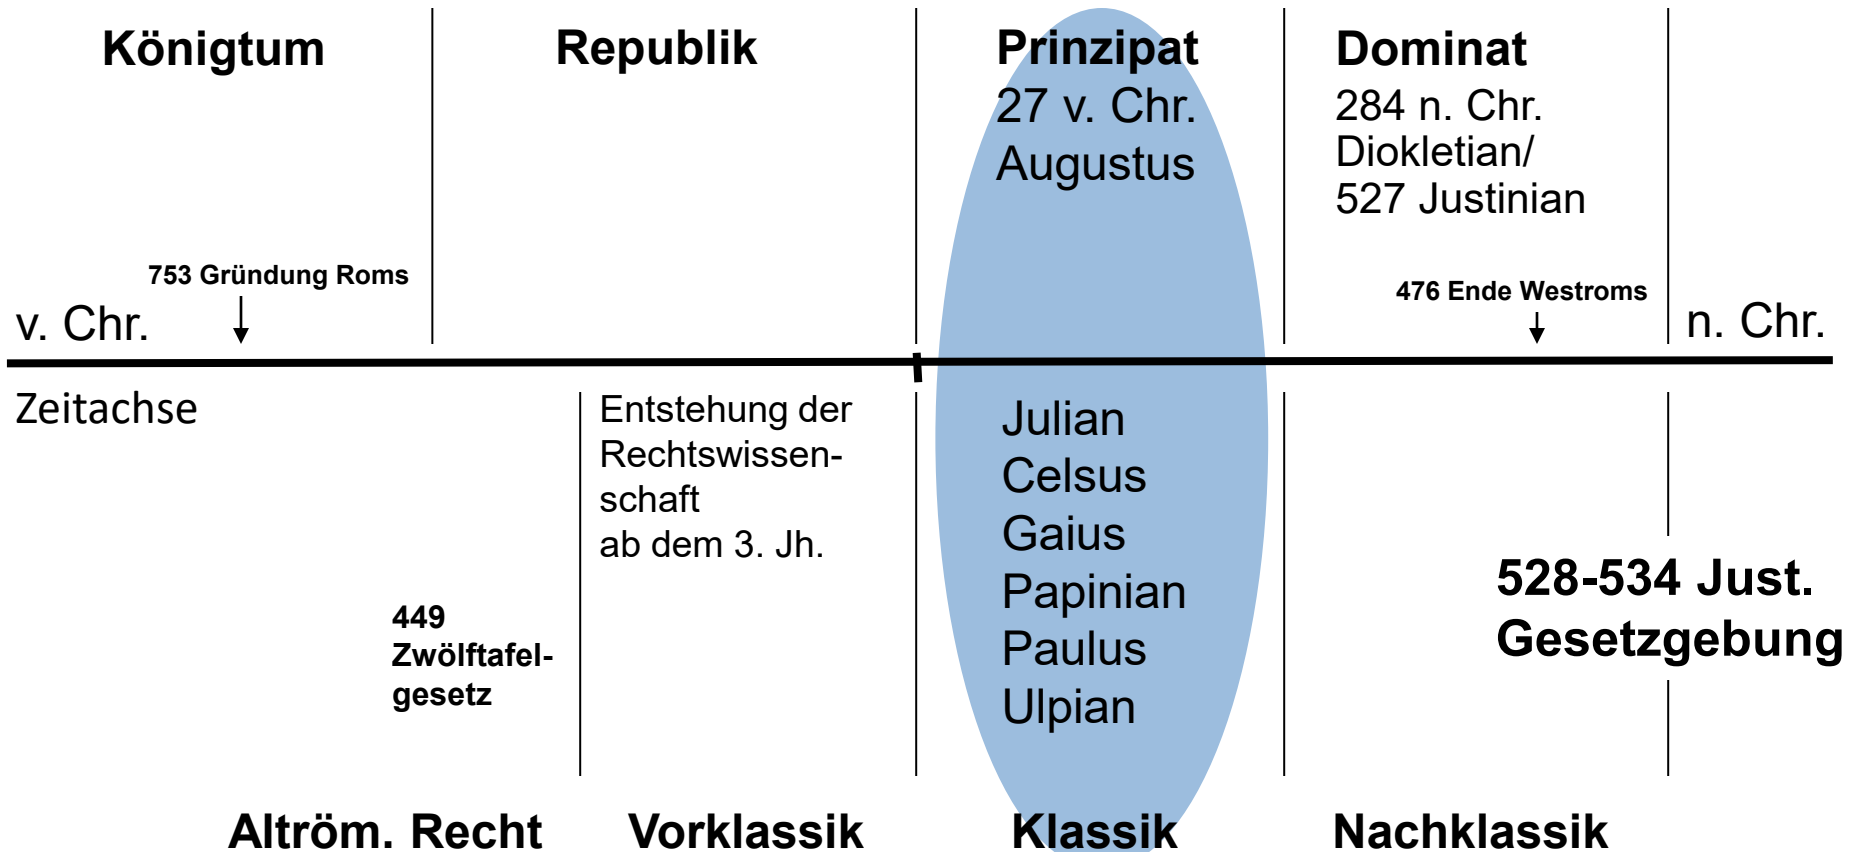 Königtum
Republik
Prinzipat
27 v. Chr.
Augustus
Dominat
284 n. Chr.
Diokletian/
527 Justinian
753 Gründung Roms
476 Ende Westroms
v. Chr.
n. Chr.
Zeitachse
449
Zwölftafel-
gesetz
Entstehung der
Rechtswissen-
schaft
ab dem 3. Jh.
Julian
Celsus
Gaius
Papinian
Paulus
Ulpian
528-534 Just.
Gesetzgebung
Altröm. Recht
Vorklassik
Klassik
Nachklassik